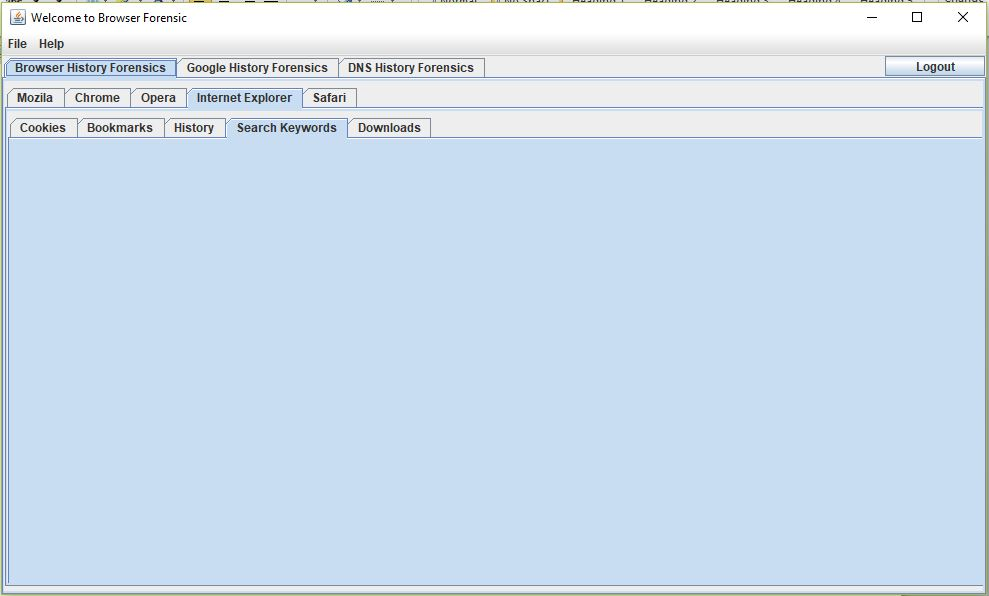 Welcome to Browser Forensic
File Help
Browser History Forensics Google History Forensics DNS History Forensics Logout
Mozila Chrome Opera Internet Explorer Safari
Cookies Bookmarks History Search Keywords Downloads